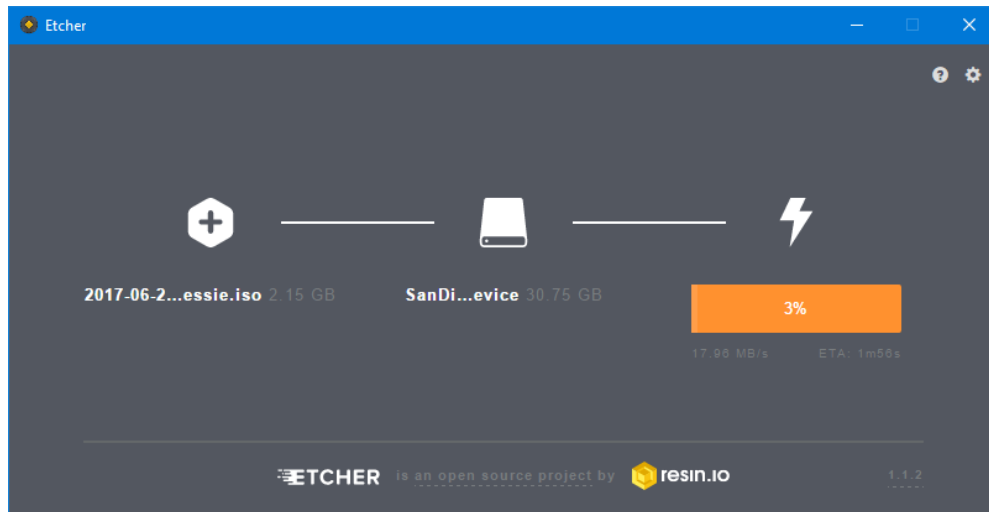 Etcher
2017-06-2...essie.iso 2.15 GB
SanDi...evice 30.75 GB
3%
17.96 MB/s ETA: 1m56s
ETCHER is an open source project by resin.io
1.1.2